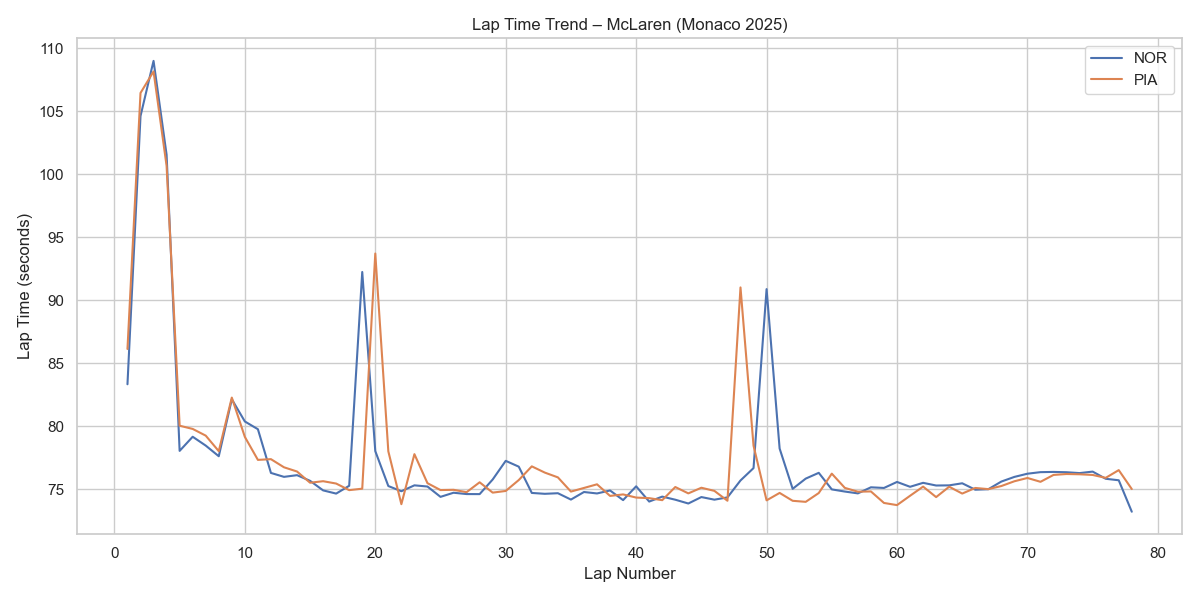 Lap Time Trend – McLaren (Monaco 2025)
NOR
PIA
Lap Time (seconds)
110
105
100
95
90
85
80
75
0 10 20 30 40 50 60 70 80
Lap Number